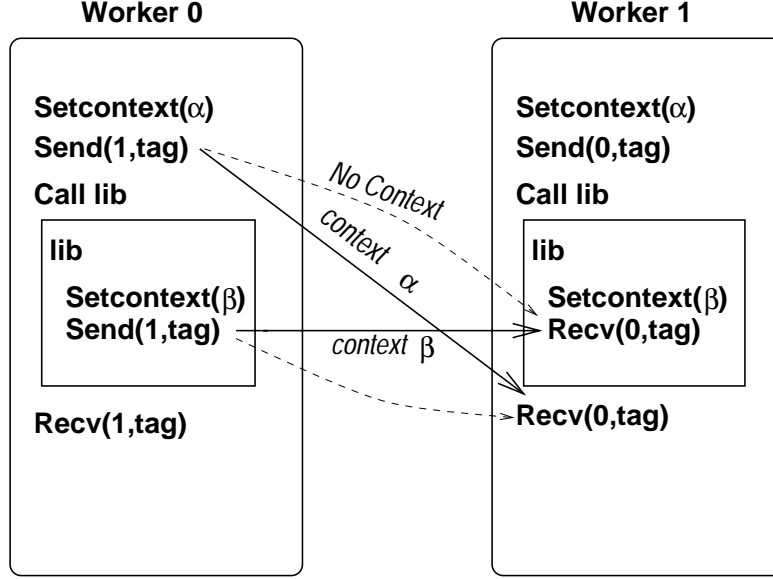 Worker 0
Setcontext(α)
Send(1,tag)
Call lib
lib
Setcontext(β)
Send(1,tag)
Recv(1,tag)
No Context
context α
context β
Worker 1
Setcontext(α)
Send(0,tag)
Call lib
lib
Setcontext(β)
Recv(0,tag)
Recv(0,tag)